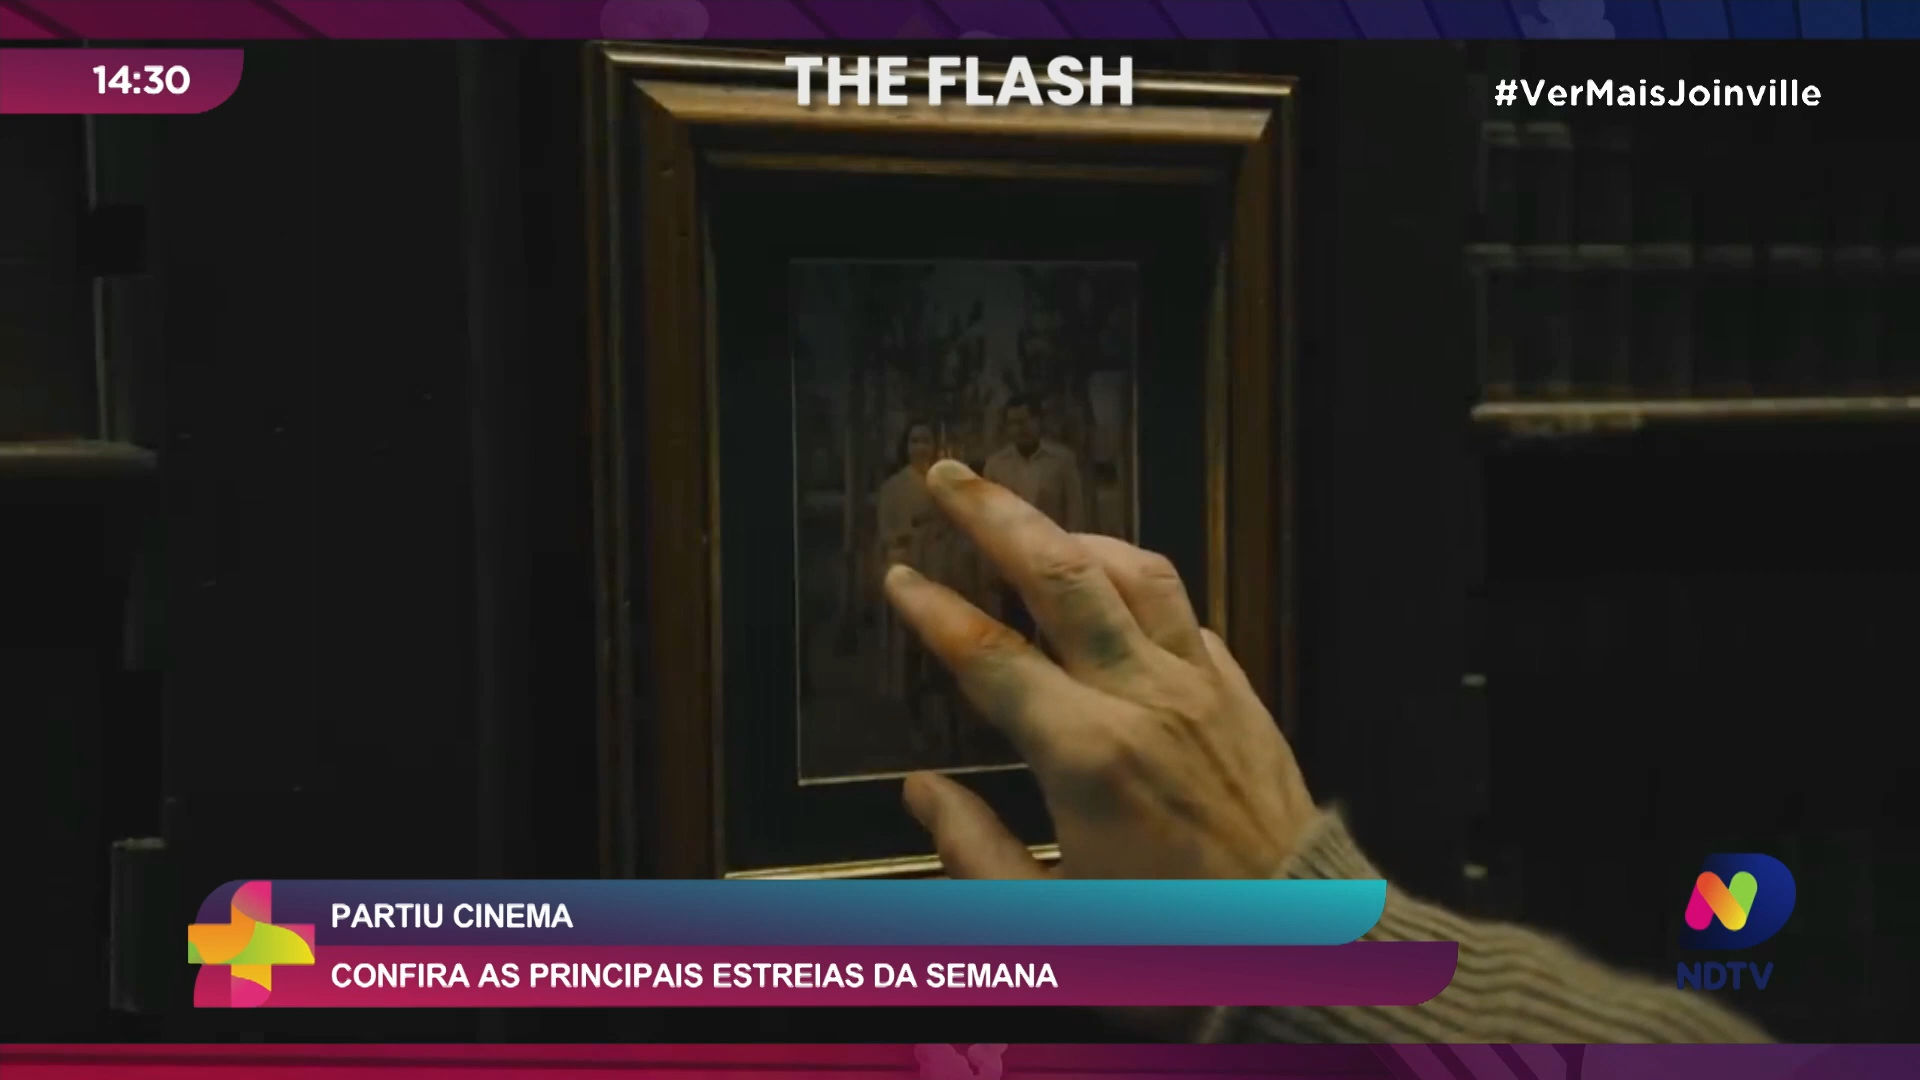 14:30
THE FLASH
#VerMaisJoinville
PARTIU CINEMA
CONFIRA AS PRINCIPAIS ESTREIAS DA SEMANA
NDTV